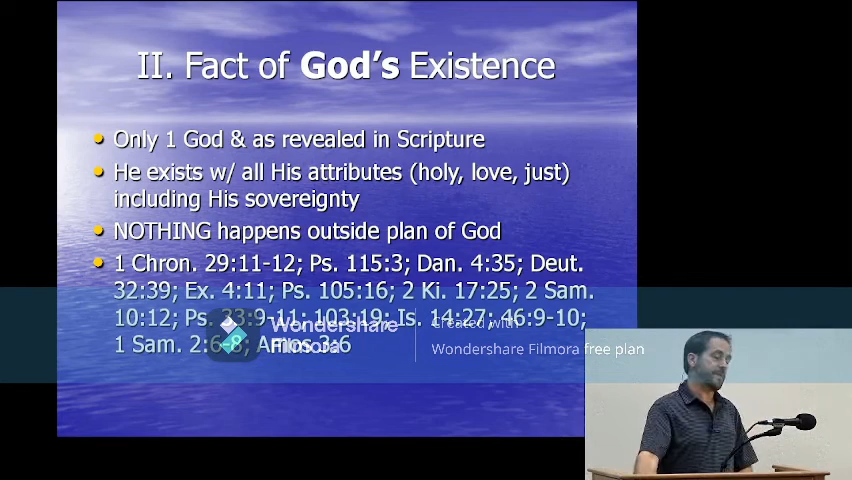 II. Fact of God's Existence
• Only 1 God & as revealed in Scripture
• He exists w/ all His attributes (holy, love, just)
including His sovereignty
• NOTHING happens outside plan of God
• 1 Chron. 29:11-12; Ps. 115:3; Dan. 4:35; Deut.
32:39; Ex. 4:11; Ps. 105:16; 2 Ki. 17:25; 2 Sam.
10:12; Ps. 33:9-11; 103:19; Is. 14:27; 46:9-10;
1 Sam. 2:6-8; Amos 3:6
Wondershare
Filmora
Created with
Wondershare Filmora free plan